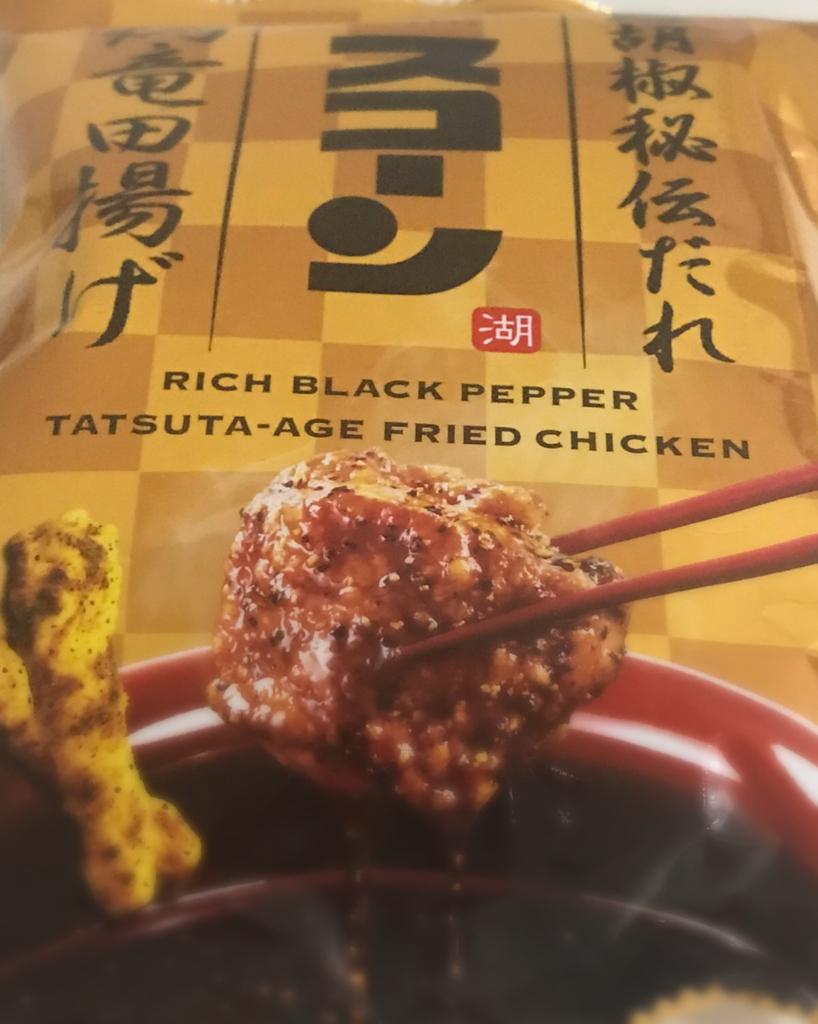 胡椒秘伝だれ
スコーン
湖
竜田揚げ
RICH BLACK PEPPER
TATSUTA-AGE FRIED CHICKEN